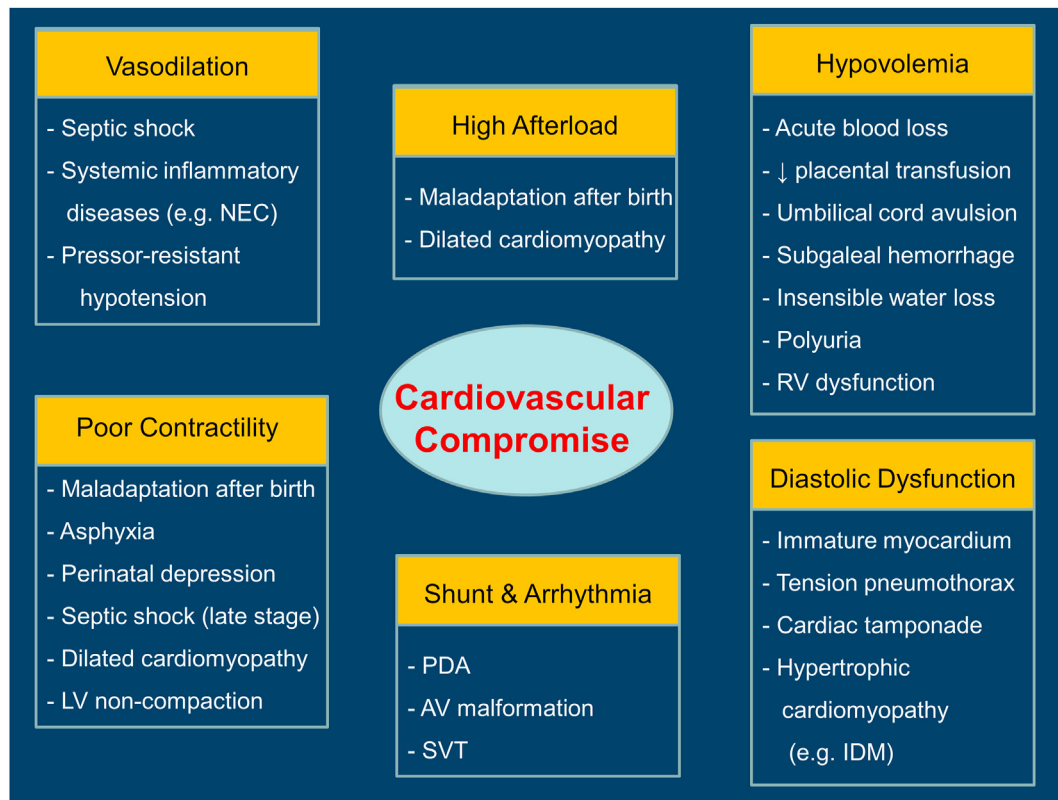 Vasodilation
- Septic shock
- Systemic inflammatory
diseases (e.g. NEC)
- Pressor-resistant
hypotension
High Afterload
- Maladaptation after birth
- Dilated cardiomyopathy
Hypovolemia
- Acute blood loss
- ↓ placental transfusion
- Umbilical cord avulsion
- Subgaleal hemorrhage
- Insensible water loss
- Polyuria
- RV dysfunction
Cardiovascular
Compromise
Poor Contractility
- Maladaptation after birth
- Asphyxia
- Perinatal depression
- Septic shock (late stage)
- Dilated cardiomyopathy
- LV non-compaction
Shunt & Arrhythmia
- PDA
- AV malformation
- SVT
Diastolic Dysfunction
- Immature myocardium
- Tension pneumothorax
- Cardiac tamponade
- Hypertrophic
cardiomyopathy
(e.g. IDM)